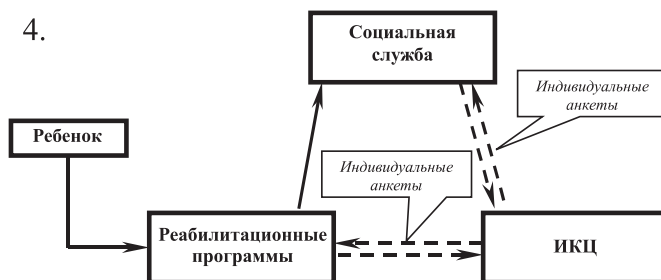 4.
Социальная
служба
Индивидуальные
анкеты
Ребенок
Индивидуальные
анкеты
Реабилитационные
программы
ИКЦ